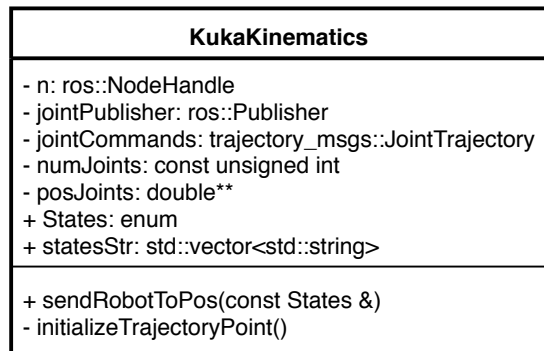 KukaKinematics
- n: ros::NodeHandle
- jointPublisher: ros::Publisher
- jointCommands: trajectory_msgs::JointTrajectory
- numJoints: const unsigned int
- posJoints: double**
+ States: enum
+ statesStr: std::vector<std::string>
+ sendRobotToPos(const States &)
- initializeTrajectoryPoint()